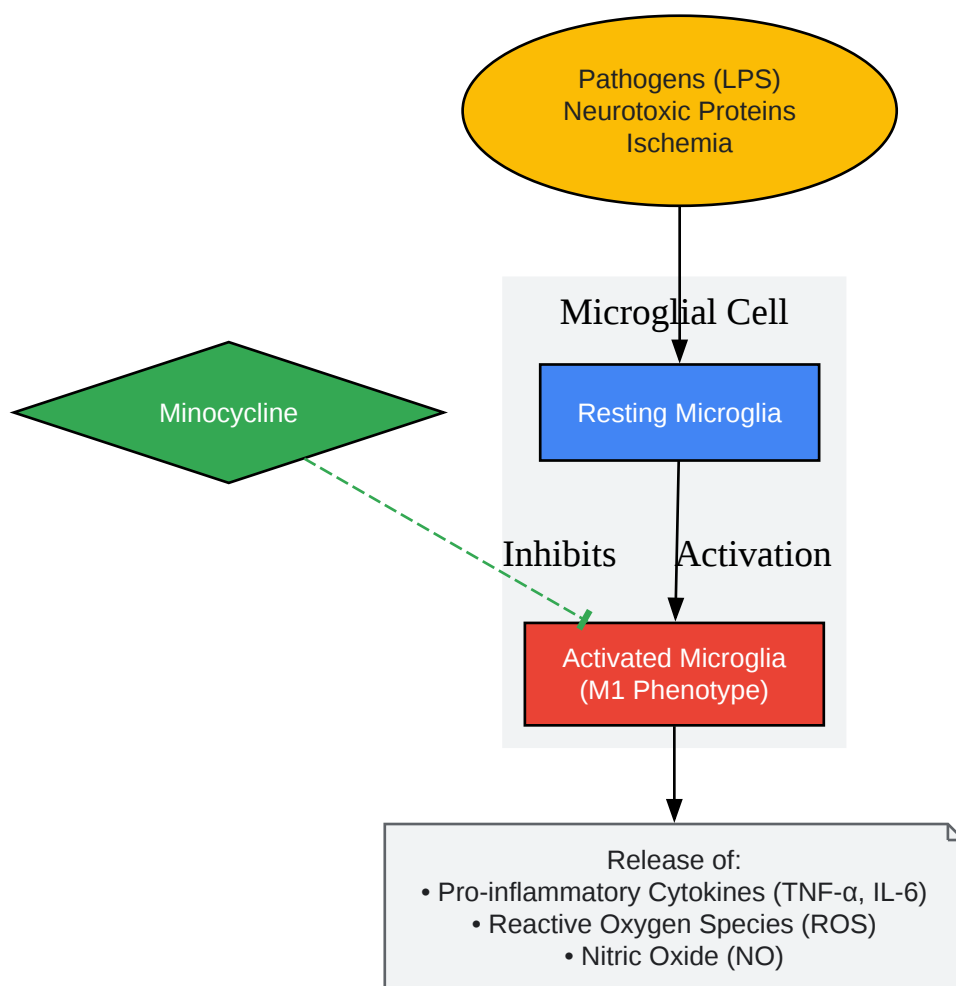 Pathogens (LPS)
Neurotoxic Proteins
Ischemia
Microglial Cell
Minocycline
Resting Microglia
Inhibits
Activation
Activated Microglia
(M1 Phenotype)
Release of:
• Pro-inflammatory Cytokines (TNF-α, IL-6)
• Reactive Oxygen Species (ROS)
• Nitric Oxide (NO)